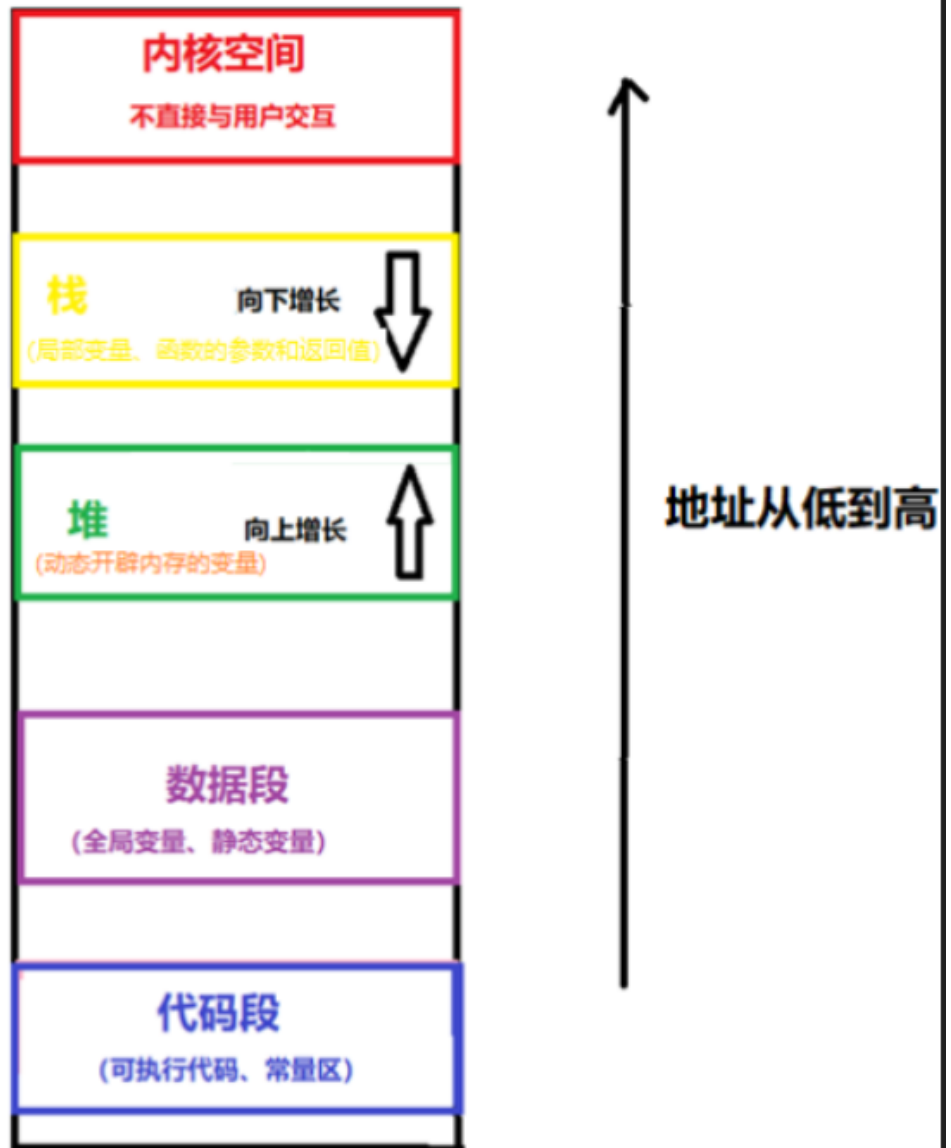 内核空间
不直接与用户交互
栈
向下增长
(局部变量、函数的参数和返回值)
堆
向上增长
(动态开辟内存的变量)
地址从低到高
数据段
(全局变量、静态变量)
代码段
(可执行代码、常量区)